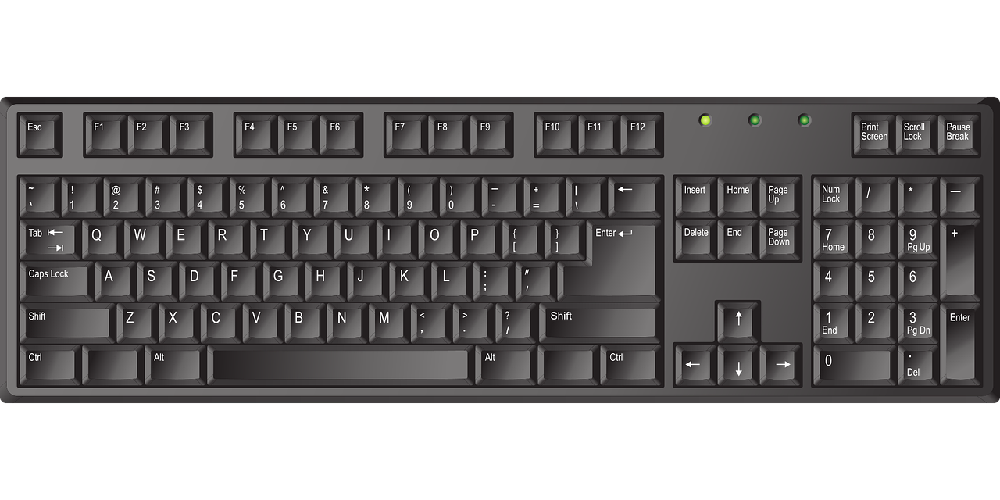 Esc F1 F2 F3 F4 F5 F6 F7 F8 F9 F10 F11 F12 Print Scroll Pause
Screen Lock Break
~ ! @ # $ % ^ & * ( ) — + | ← Insert Home Page Num / * —
` 1 2 3 4 5 6 7 8 9 0 - = \ Up Lock
Tab Q W E R T Y U I O P { } Enter Delete End Page 7 8 9 +
[ ] Down Home Pg Up
Caps Lock A S D F G H J K L : " 4 5 6
; ,
Shift Z X C V B N M < > ? Shift ↑ 1 2 3 Enter
, . / End Pg Dn
Ctrl Alt Alt Ctrl ← ↓ → 0 .
Del